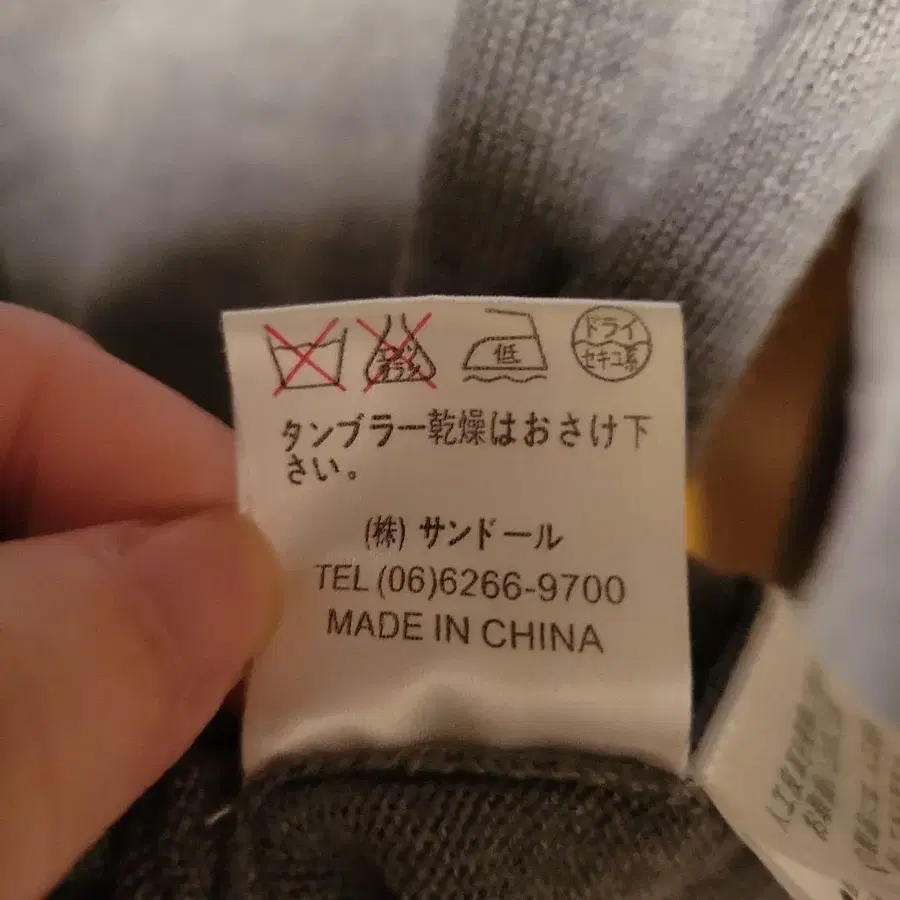 低
ドライ
セキユ系
タンブラー乾燥はおさけ下
さい。
(株) サンドール
TEL (06)6266-9700
MADE IN CHINA